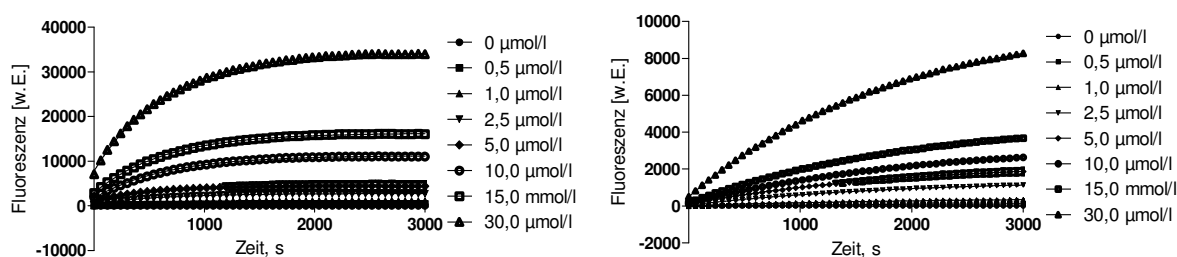 Fluoreszenz [w.E.]
40000
30000
20000
10000
0
-10000
1000
2000
3000
Zeit, s
0 µmol/l
0,5 µmol/l
1,0 µmol/l
2,5 µmol/l
5,0 µmol/l
10,0 µmol/l
15,0 mmol/l
30,0 µmol/l
Fluoreszenz [w.E.]
10000
8000
6000
4000
2000
0
-2000
1000
2000
3000
Zeit, s
0 µmol/l
0,5 µmol/l
1,0 µmol/l
2,5 µmol/l
5,0 µmol/l
10,0 µmol/l
15,0 mmol/l
30,0 µmol/l